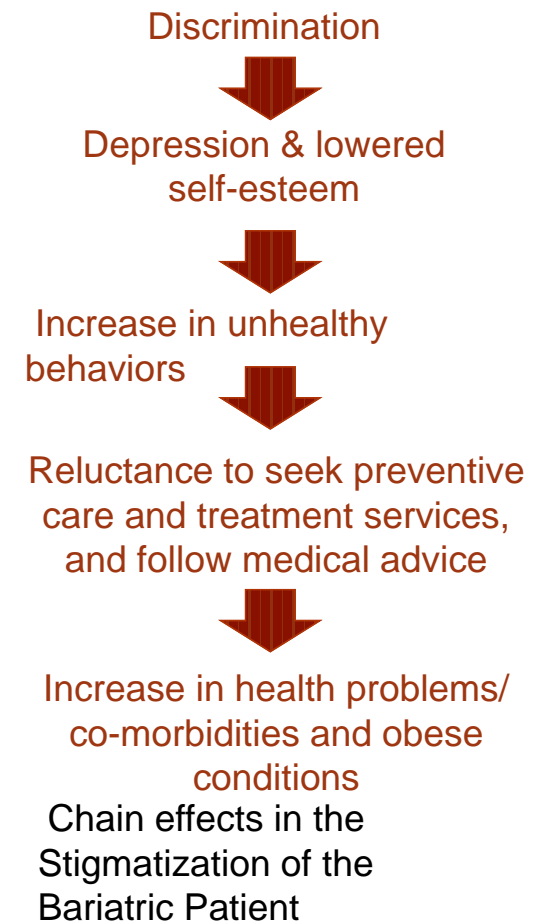 Discrimination
Depression & lowered
self-esteem
Increase in unhealthy
behaviors
Reluctance to seek preventive
care and treatment services,
and follow medical advice
Increase in health problems/
co-morbidities and obese
conditions
Chain effects in the
Stigmatization of the
Bariatric Patient